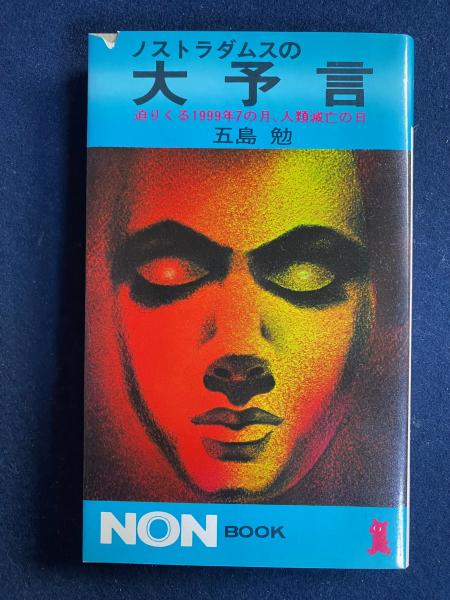 ノストラダムスの
大予言
迫りくる1999年7の月、人類滅亡の日
五島 勉
NON BOOK